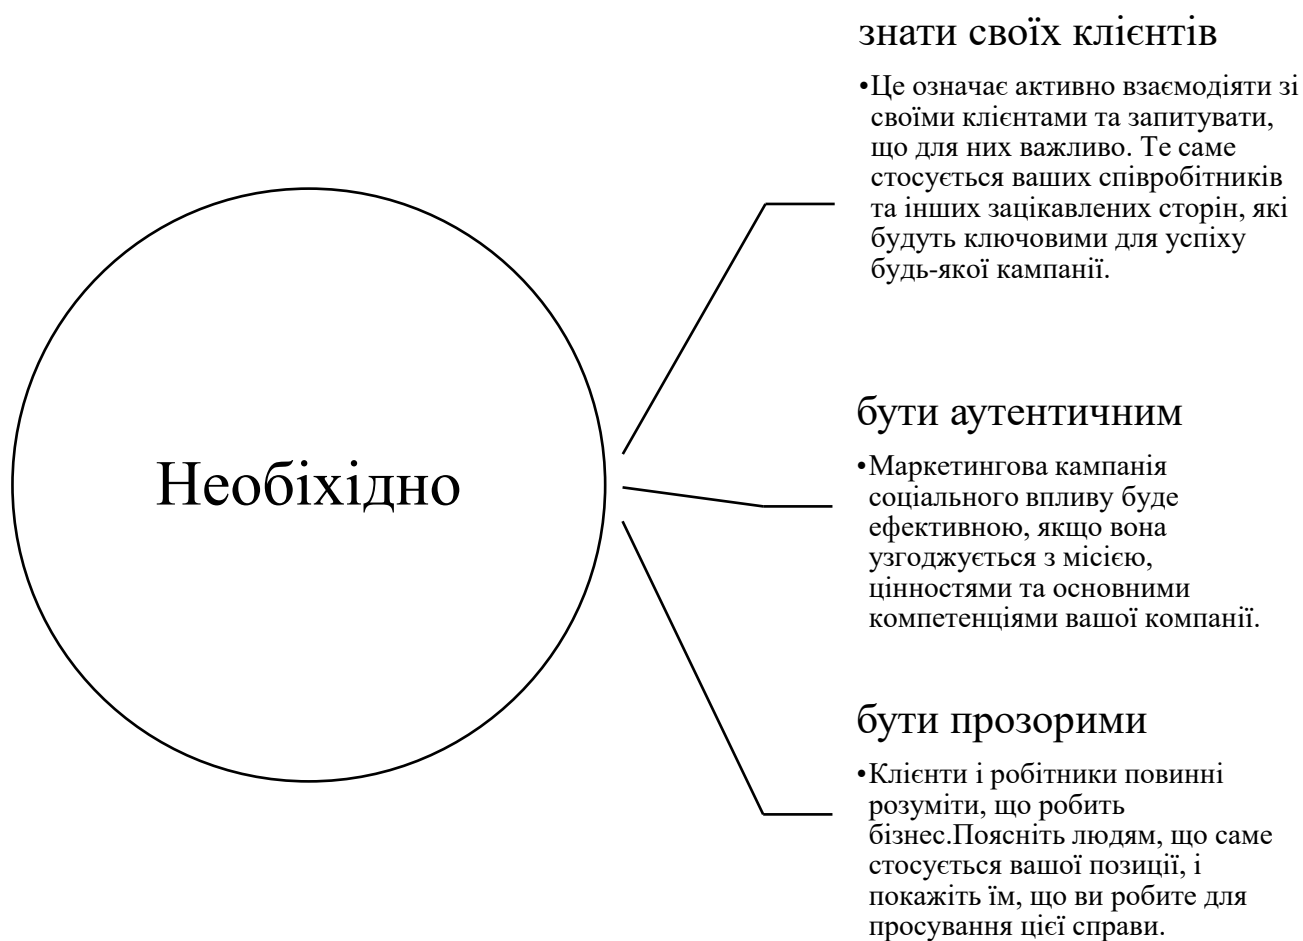 знати своїх клієнтів
•Це означає активно взаємодіяти зі
своїми клієнтами та запитувати,
що для них важливо. Те саме
стосується ваших співробітників
та інших зацікавлених сторін, які
будуть ключовими для успіху
будь-якої кампанії.
Необіхідно
бути аутентичним
•Маркетингова кампанія
соціального впливу буде
ефективною, якщо вона
узгоджується з місією,
цінностями та основними
компетенціями вашої компанії.
бути прозорими
•Клієнти і робітники повинні
розуміти, що робить
бізнес.Поясніть людям, що саме
стосується вашої позиції, і
покажіть їм, що ви робите для
просування цієї справи.